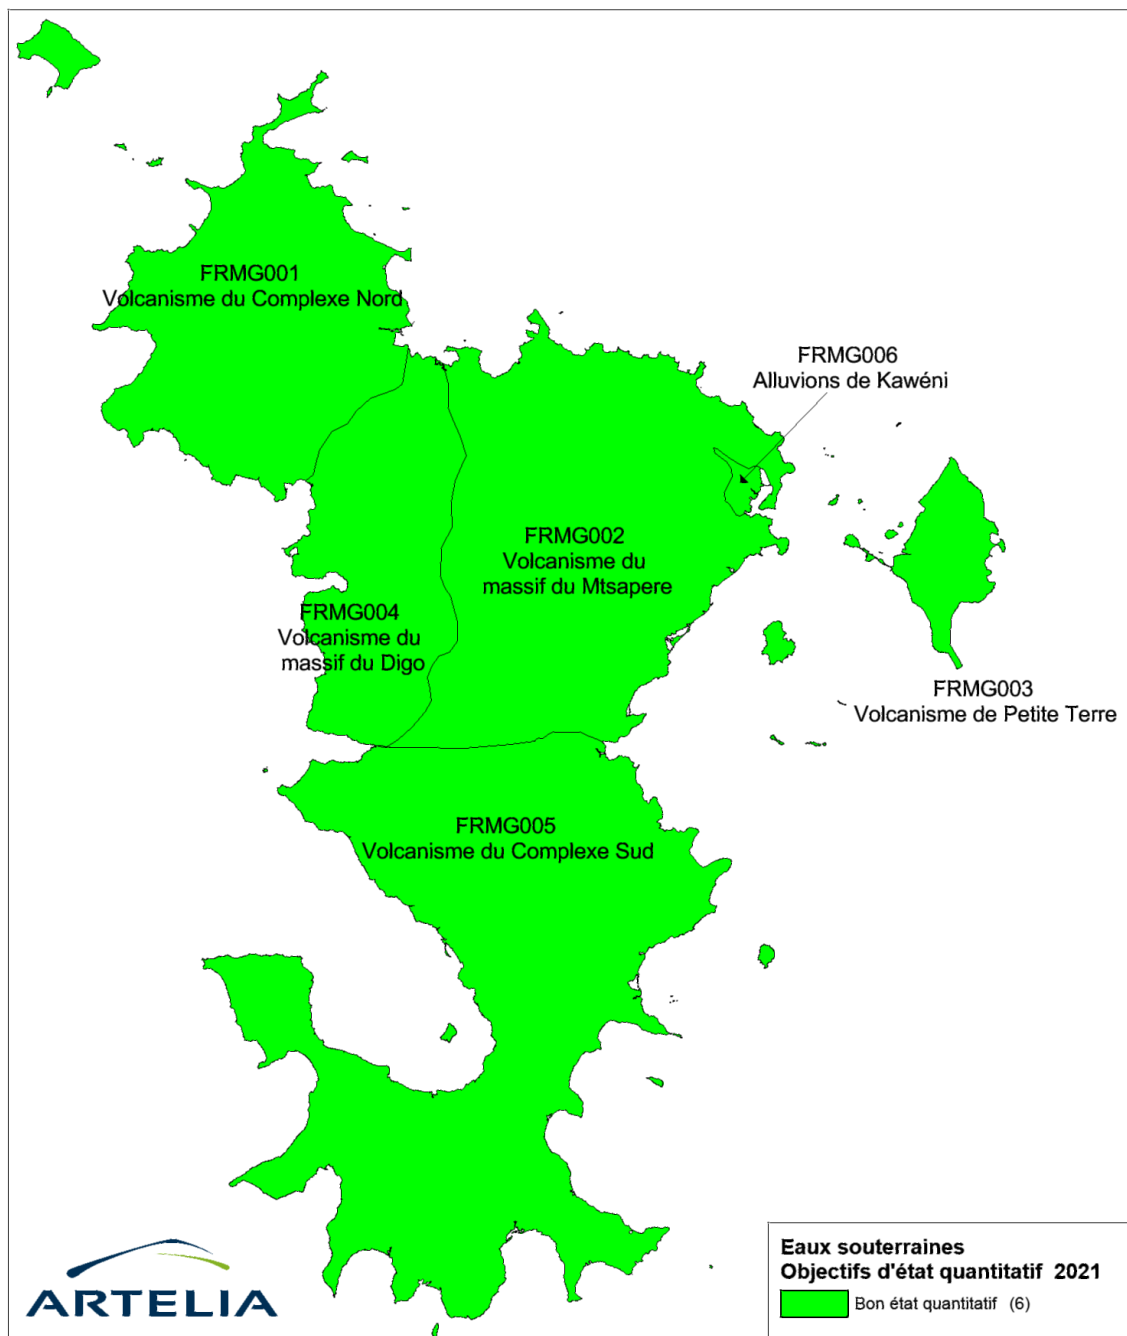 FRMG001
Volcanisme du Complexe Nord
FRMG006
Alluvions de Kawéni
FRMG002
Volcanisme du
massif du Mtsapere
FRMG004
Volcanisme du
massif du Digo
FRMG003
Volcanisme de Petite Terre
FRMG005
Volcanisme du Complexe Sud
ARTELIA
Eaux souterraines
Objectifs d'état quantitatif 2021
Bon état quantitatif (6)